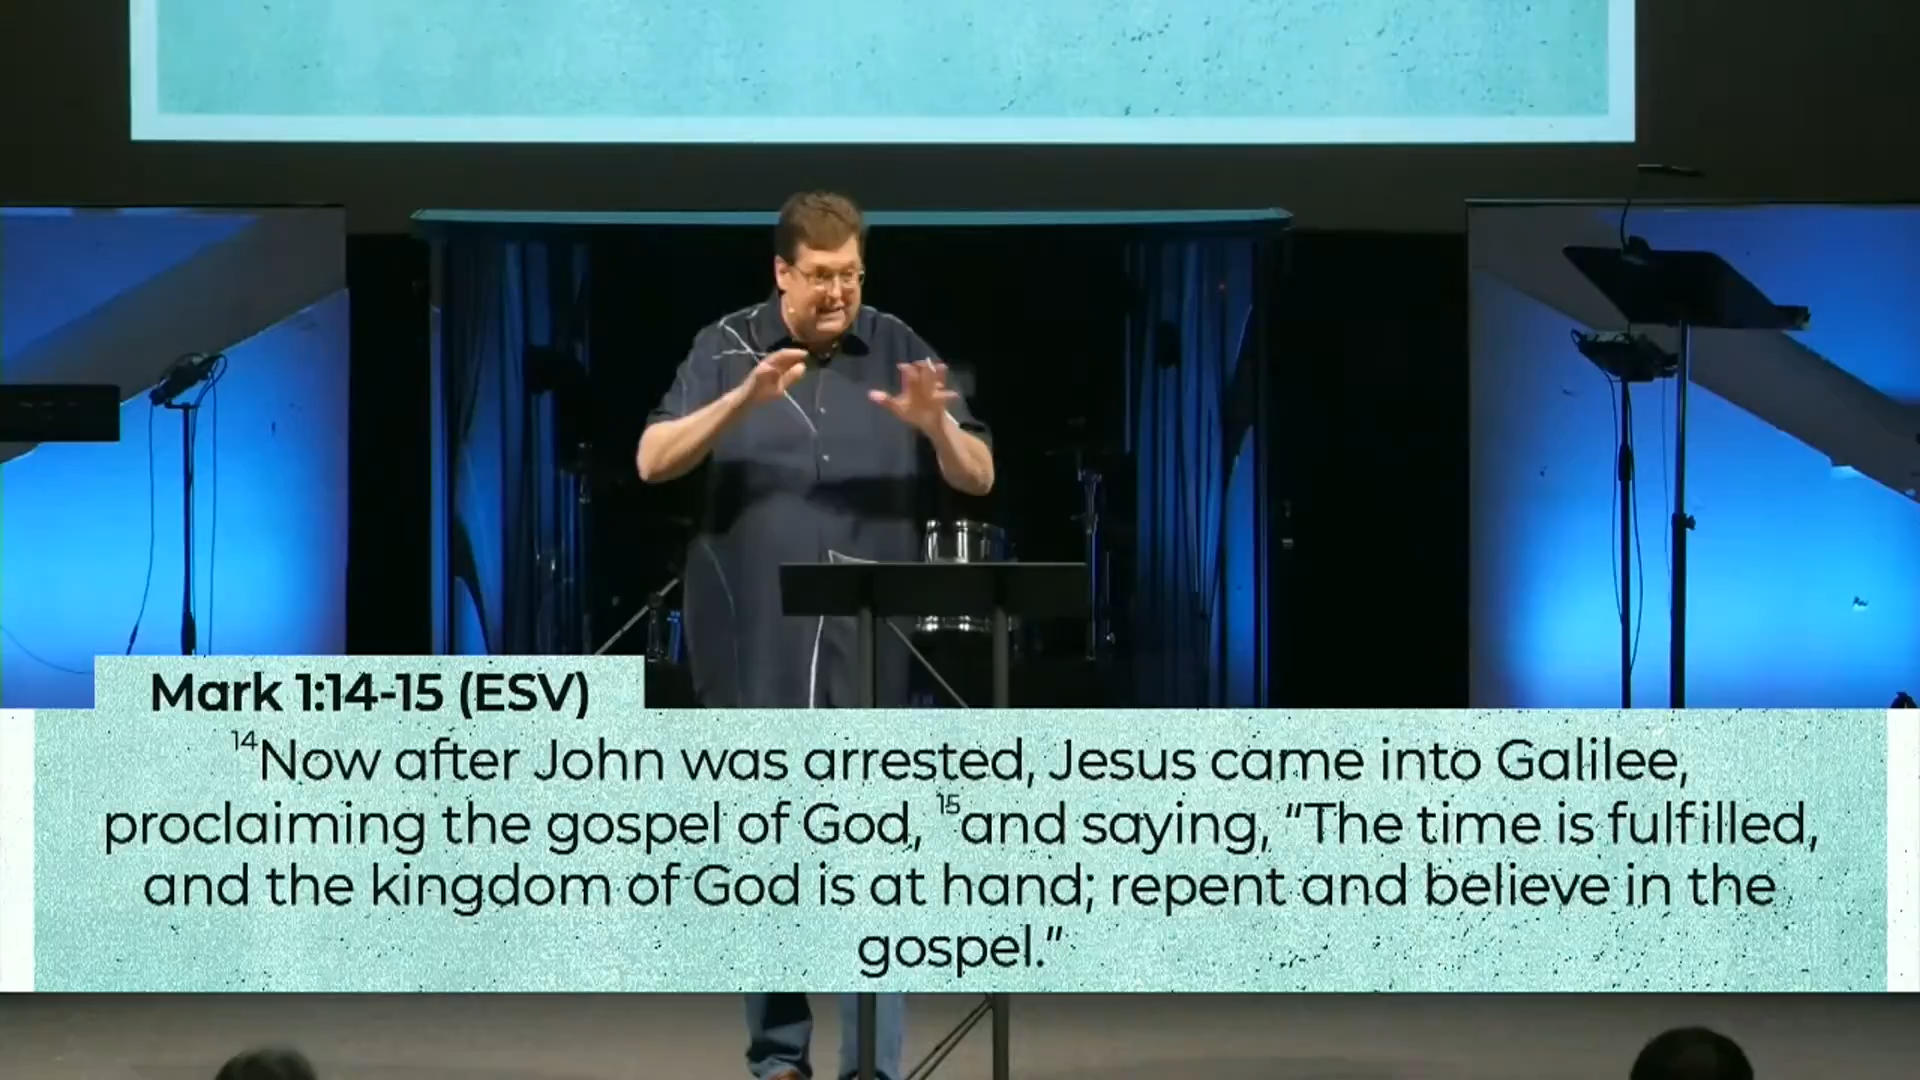 Mark 1:14-15 (ESV)
¹⁴Now after John was arrested, Jesus came into Galilee,
proclaiming the gospel of God, ¹⁵and saying, “The time is fulfilled,
and the kingdom of God is at hand; repent and believe in the
gospel.”